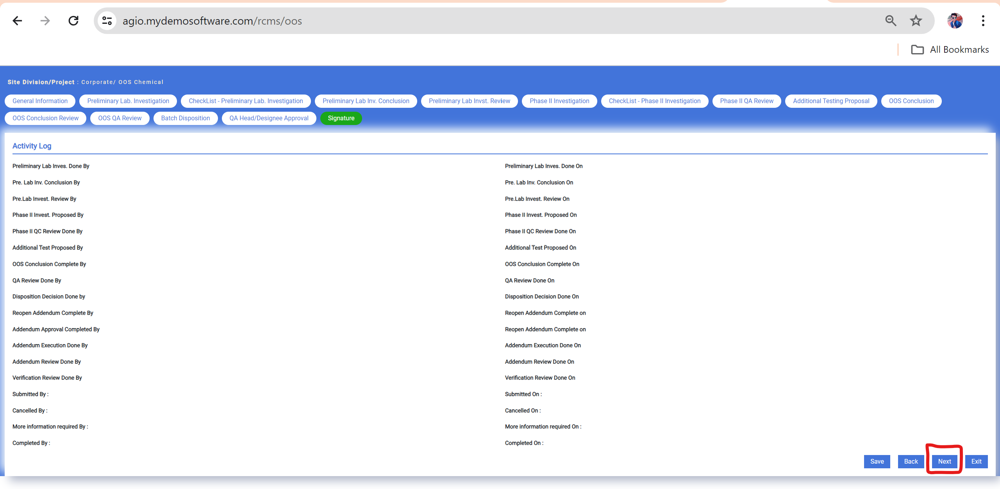 agio.mydemosoftware.com/rcms/oos
All Bookmarks
Site Division/Project : Corporate/ OOS Chemical
General Information Preliminary Lab. Investigation CheckList - Preliminary Lab. Investigation Preliminary Lab Inv. Conclusion Preliminary Lab Invst. Review Phase II Investigation CheckList - Phase II Investigation Phase II QA Review Additional Testing Proposal OOS Conclusion
OOS Conclusion Review OOS QA Review Batch Disposition QA Head/Designee Approval Signature
Activity Log
Preliminary Lab Inves. Done By Preliminary Lab Inves. Done On
Pre. Lab Inv. Conclusion By Pre. Lab Inv. Conclusion On
Pre.Lab Invest. Review By Pre.Lab Invest. Review On
Phase II Invest. Proposed By Phase II Invest. Proposed On
Phase II QC Review Done By Phase II QC Review Done On
Additional Test Proposed By Additional Test Proposed On
OOS Conclusion Complete By OOS Conclusion Complete On
QA Review Done By QA Review Done On
Disposition Decision Done by Disposition Decision Done On
Reopen Addendum Complete By Reopen Addendum Complete on
Addendum Approval Completed By Reopen Addendum Complete on
Addendum Execution Done By Addendum Execution Done On
Addendum Review Done By Addendum Review Done On
Verification Review Done By Verification Review Done On
Submitted By : Submitted On :
Cancelled By : Cancelled On :
More information required By : More information required On :
Completed By : Completed On :
Save Back Next Exit